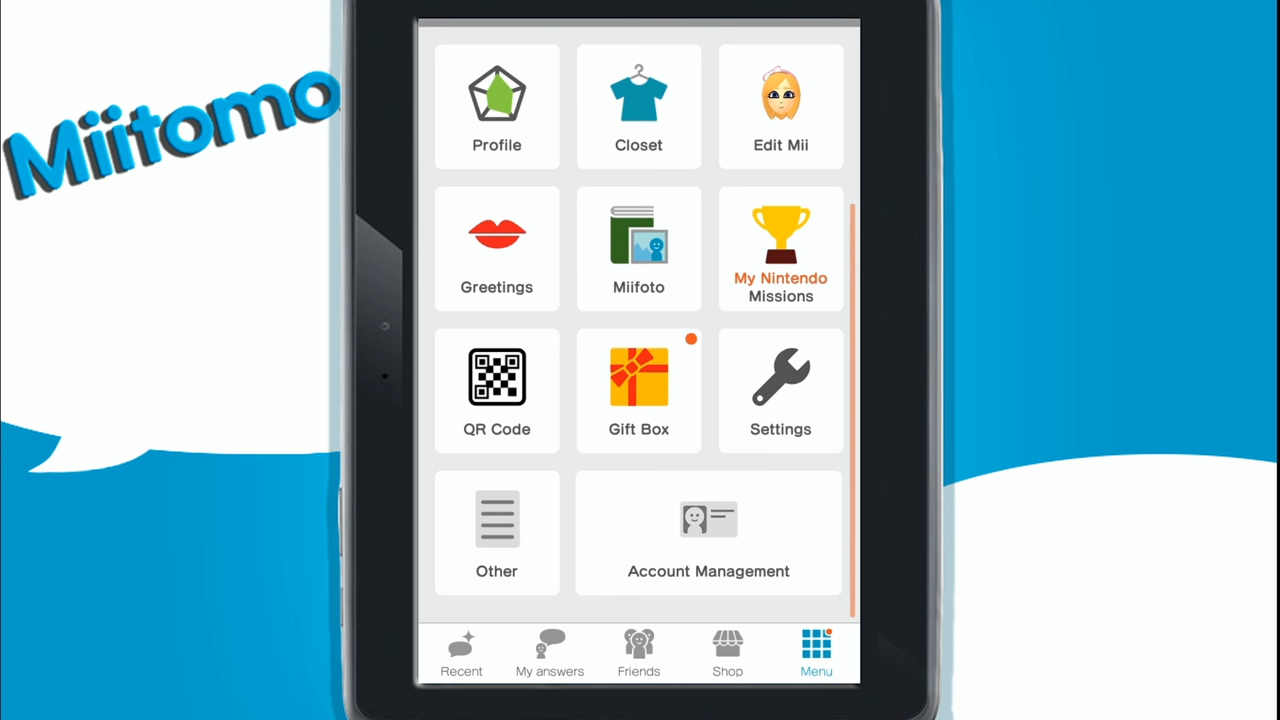 Miitomo
Profile
Closet
Edit Mii
Greetings
Miifoto
My Nintendo
Missions
QR Code
Gift Box
Settings
Other
Account Management
Recent
My answers
Friends
Shop
Menu